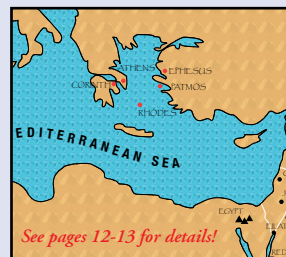 ATHENS
EPHESUS
CORINTH
PATMOS
RHODES
EDITERRANEAN SEA
EGYPT
See pages 12-13 for details!